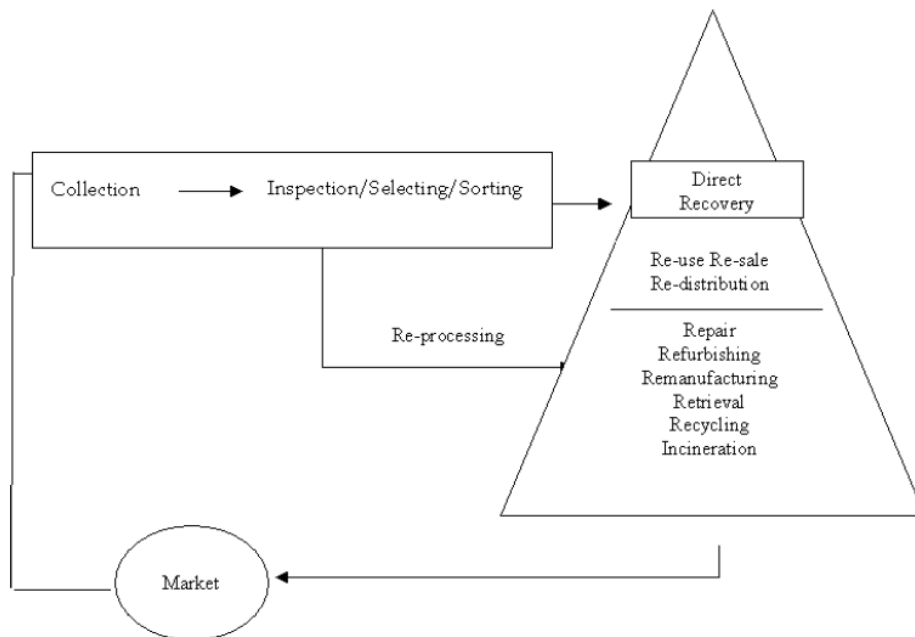 Collection
Inspection/Selecting/Sorting
Direct
Recovery
Re-use Re-sale
Re-distribution
Re-processing
Repair
Refurbishing
Remanufacturing
Retrieval
Recycling
Incineration
Market